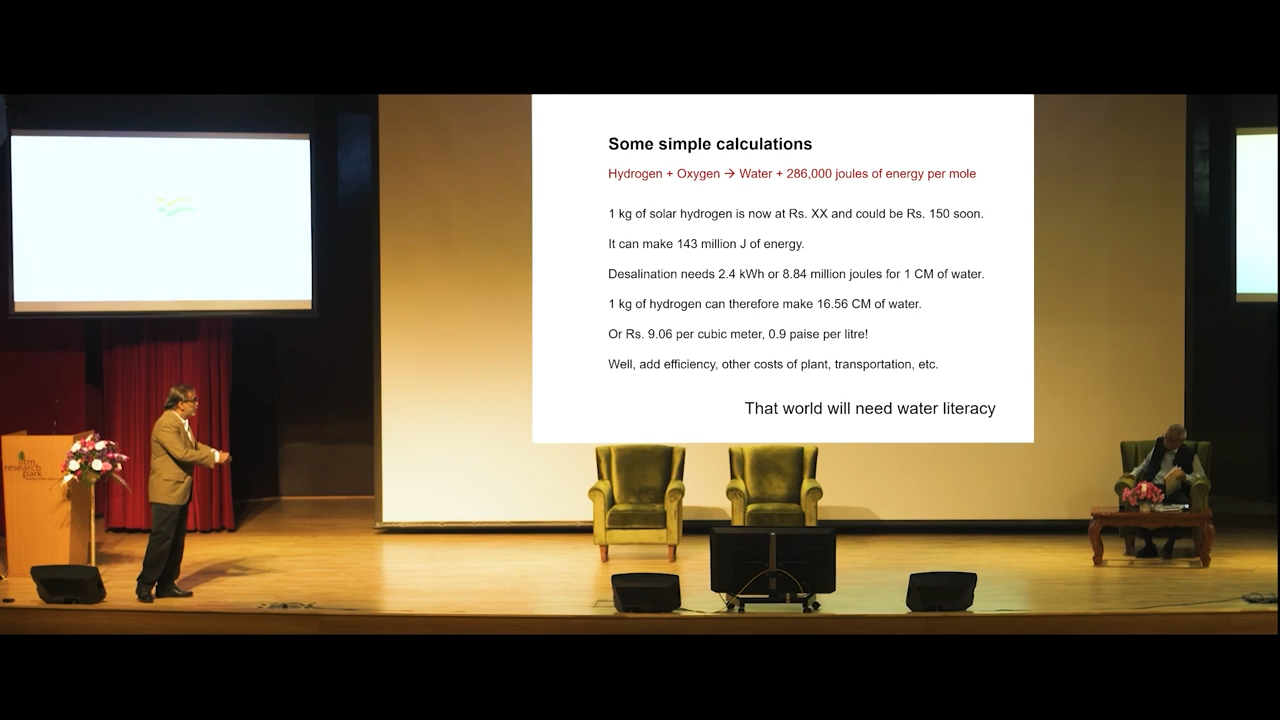 Some simple calculations
Hydrogen + Oxygen → Water + 286,000 joules of energy per mole
1 kg of solar hydrogen is now at Rs. XX and could be Rs. 150 soon.
It can make 143 million J of energy.
Desalination needs 2.4 kWh or 8.84 million joules for 1 CM of water.
1 kg of hydrogen can therefore make 16.56 CM of water.
Or Rs. 9.06 per cubic meter, 0.9 paise per litre!
Well, add efficiency, other costs of plant, transportation, etc.
That world will need water literacy
iitm
research
park